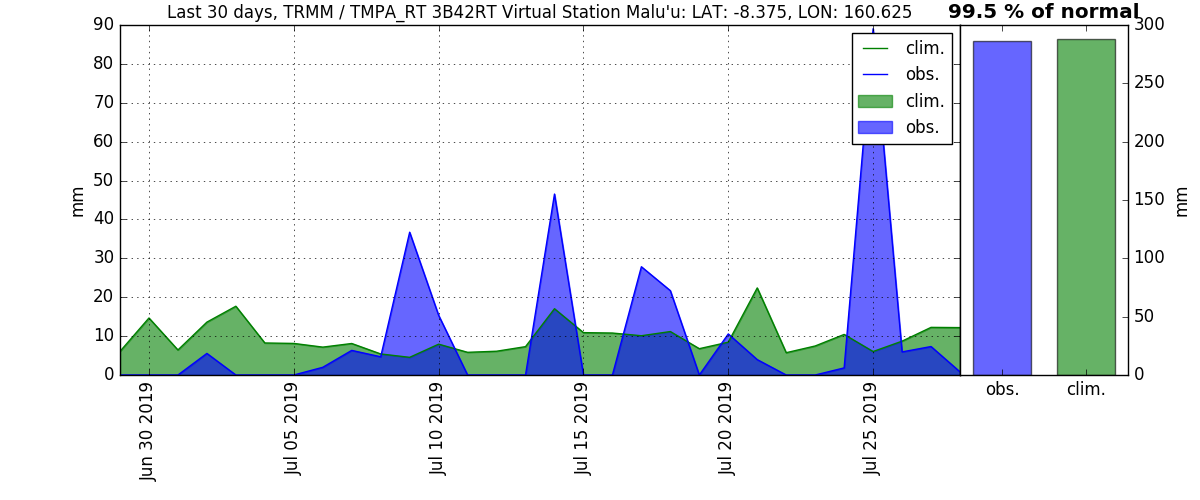 Last 30 days, TRMM / TMPA_RT 3B42RT Virtual Station Malu'u: LAT: -8.375, LON: 160.625
99.5 % of normal
90
80
70
60
50
40
30
20
10
0
mm
clim.
obs.
clim.
obs.
Jun 30 2019
Jul 05 2019
Jul 10 2019
Jul 15 2019
Jul 20 2019
Jul 25 2019
300
250
200
150
100
50
0
mm
obs.
clim.